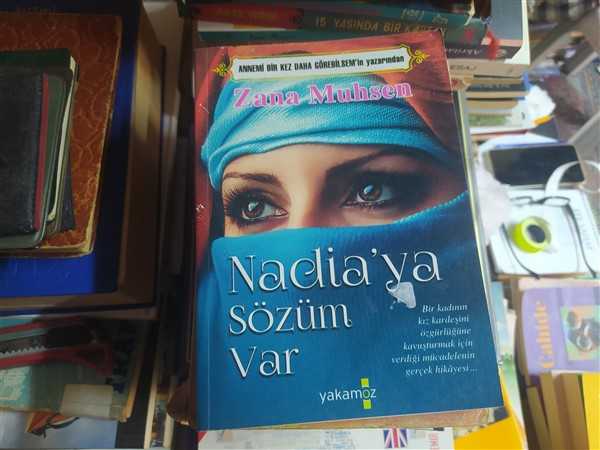 15 YAŞINDA BİR
ANNEMİ BİR KEZ DAHA GÖREBİLSEM'in yazarından
Zana Muhsen
Nadia'ya
sözüm
var
Bir kadının
kız kardeşini
özgürlüğüne
kavuşturmak için
verdiği mücadelenin
gerçek hikâyesi...
yakamoz
Cahide